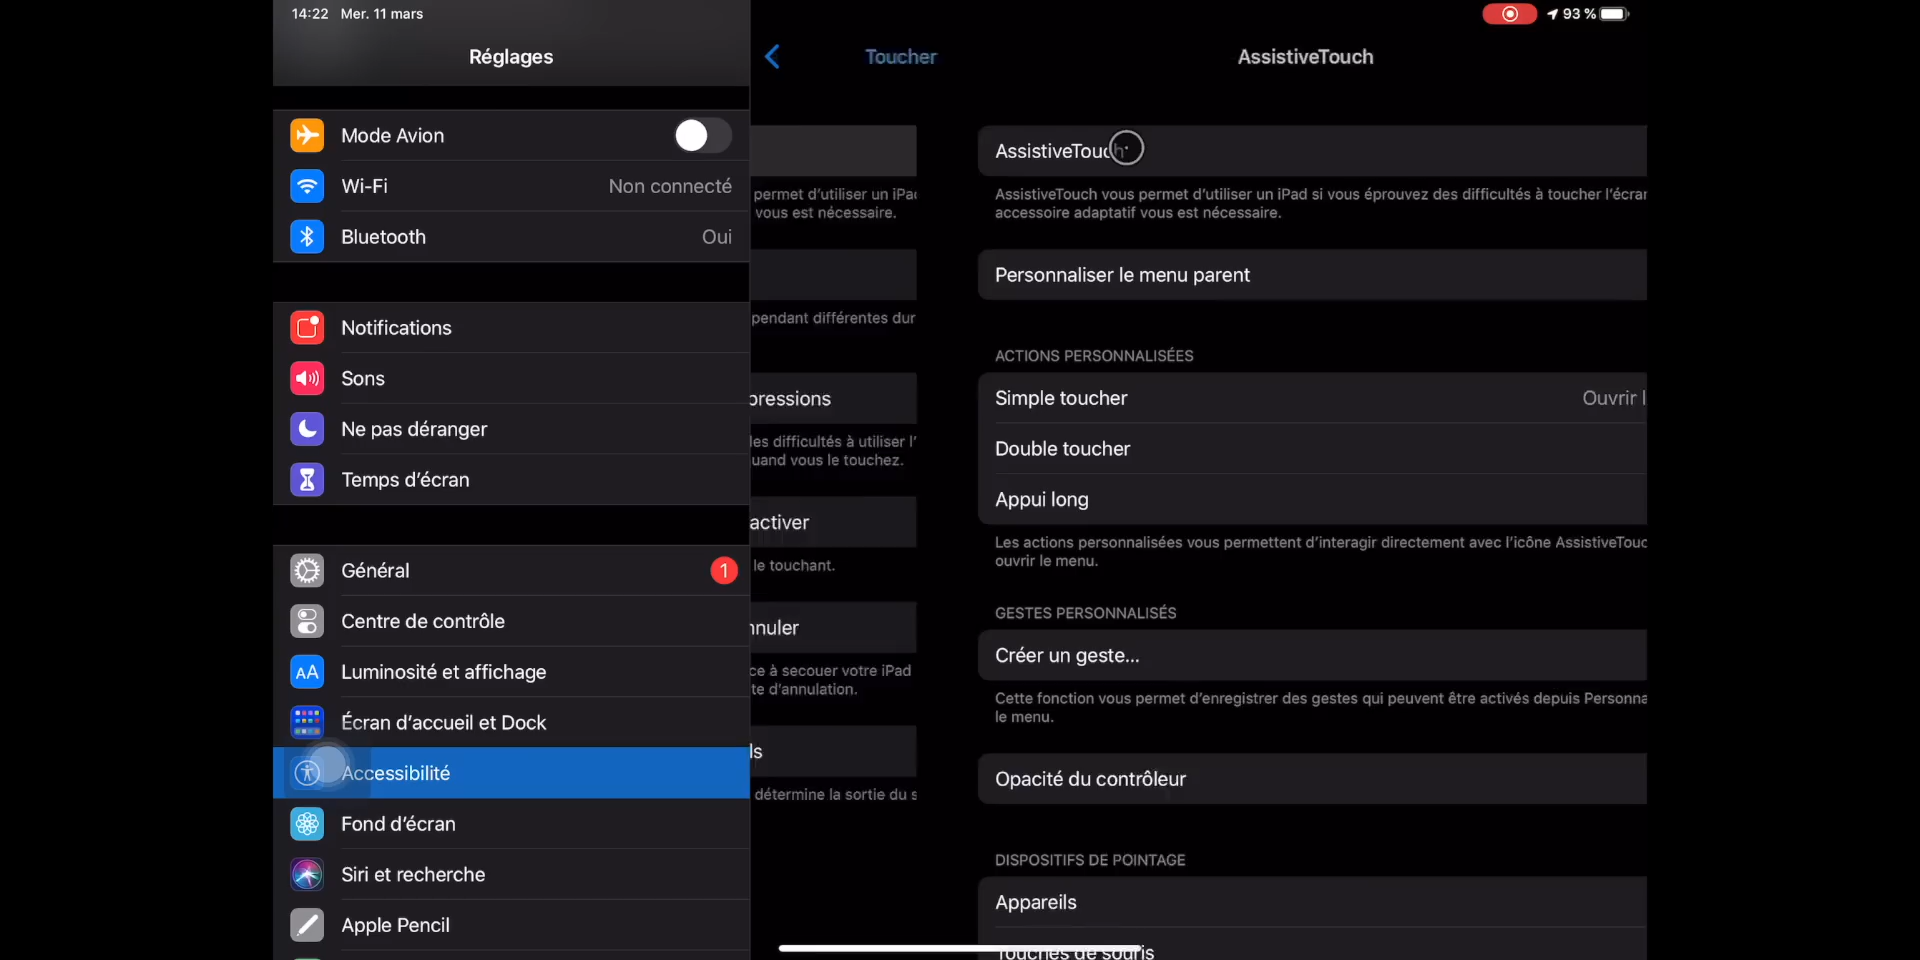 14:22 Mer. 11 mars
93 %
Réglages
Toucher
AssistiveTouch
Mode Avion
Wi-Fi
Non connecté
Bluetooth
Oui
Notifications
Sons
Ne pas déranger
Temps d’écran
Général
1
Centre de contrôle
AA
Luminosité et affichage
Écran d’accueil et Dock
Accessibilité
Fond d’écran
Siri et recherche
Apple Pencil
permet d’utiliser un iPad
vous est nécessaire.
pendant différentes dur
pressions
les difficultés à utiliser l’
uand vous le touchez.
activer
le touchant.
nnuler
ce à secouer votre iPad
te d’annulation.
ls
détermine la sortie du s
AssistiveTouch
AssistiveTouch vous permet d’utiliser un iPad si vous éprouvez des difficultés à toucher l’écran
accessoire adaptatif vous est nécessaire.
Personnaliser le menu parent
ACTIONS PERSONNALISÉES
Simple toucher
Ouvrir l
Double toucher
Appui long
Les actions personnalisées vous permettent d’interagir directement avec l’icône AssistiveTouc
ouvrir le menu.
GESTES PERSONNALISÉS
Créer un geste...
Cette fonction vous permet d’enregistrer des gestes qui peuvent être activés depuis Personna
le menu.
Opacité du contrôleur
DISPOSITIFS DE POINTAGE
Appareils
Touches de souris